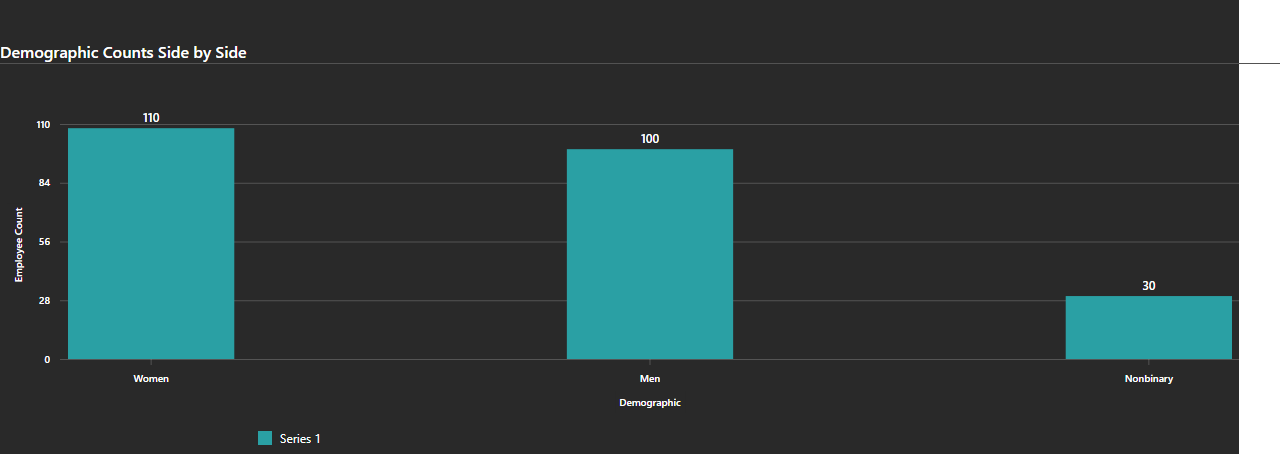 Demographic Counts Side by Side
110
100
30
110
84
56
28
0
Employee Count
Women
Men
Nonbinary
Demographic
Series 1